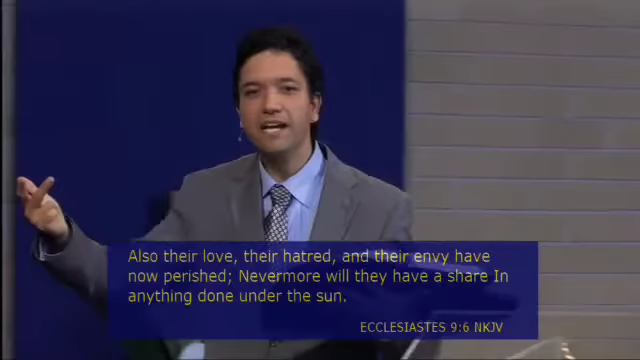 Also their love, their hatred, and their envy have
now perished; Nevermore will they have a share In
anything done under the sun.
ECCLESIASTES 9:6 NKJV